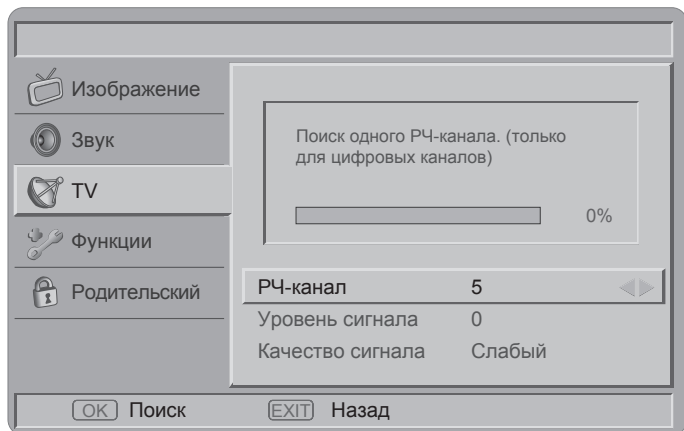 Изображение
Звук
TV
Функции
Родительский
Поиск одного РЧ-канала. (только
для цифровых каналов)
0%
РЧ-канал 5
Уровень сигнала 0
Качество сигнала Слабый
OK Поиск EXIT Назад